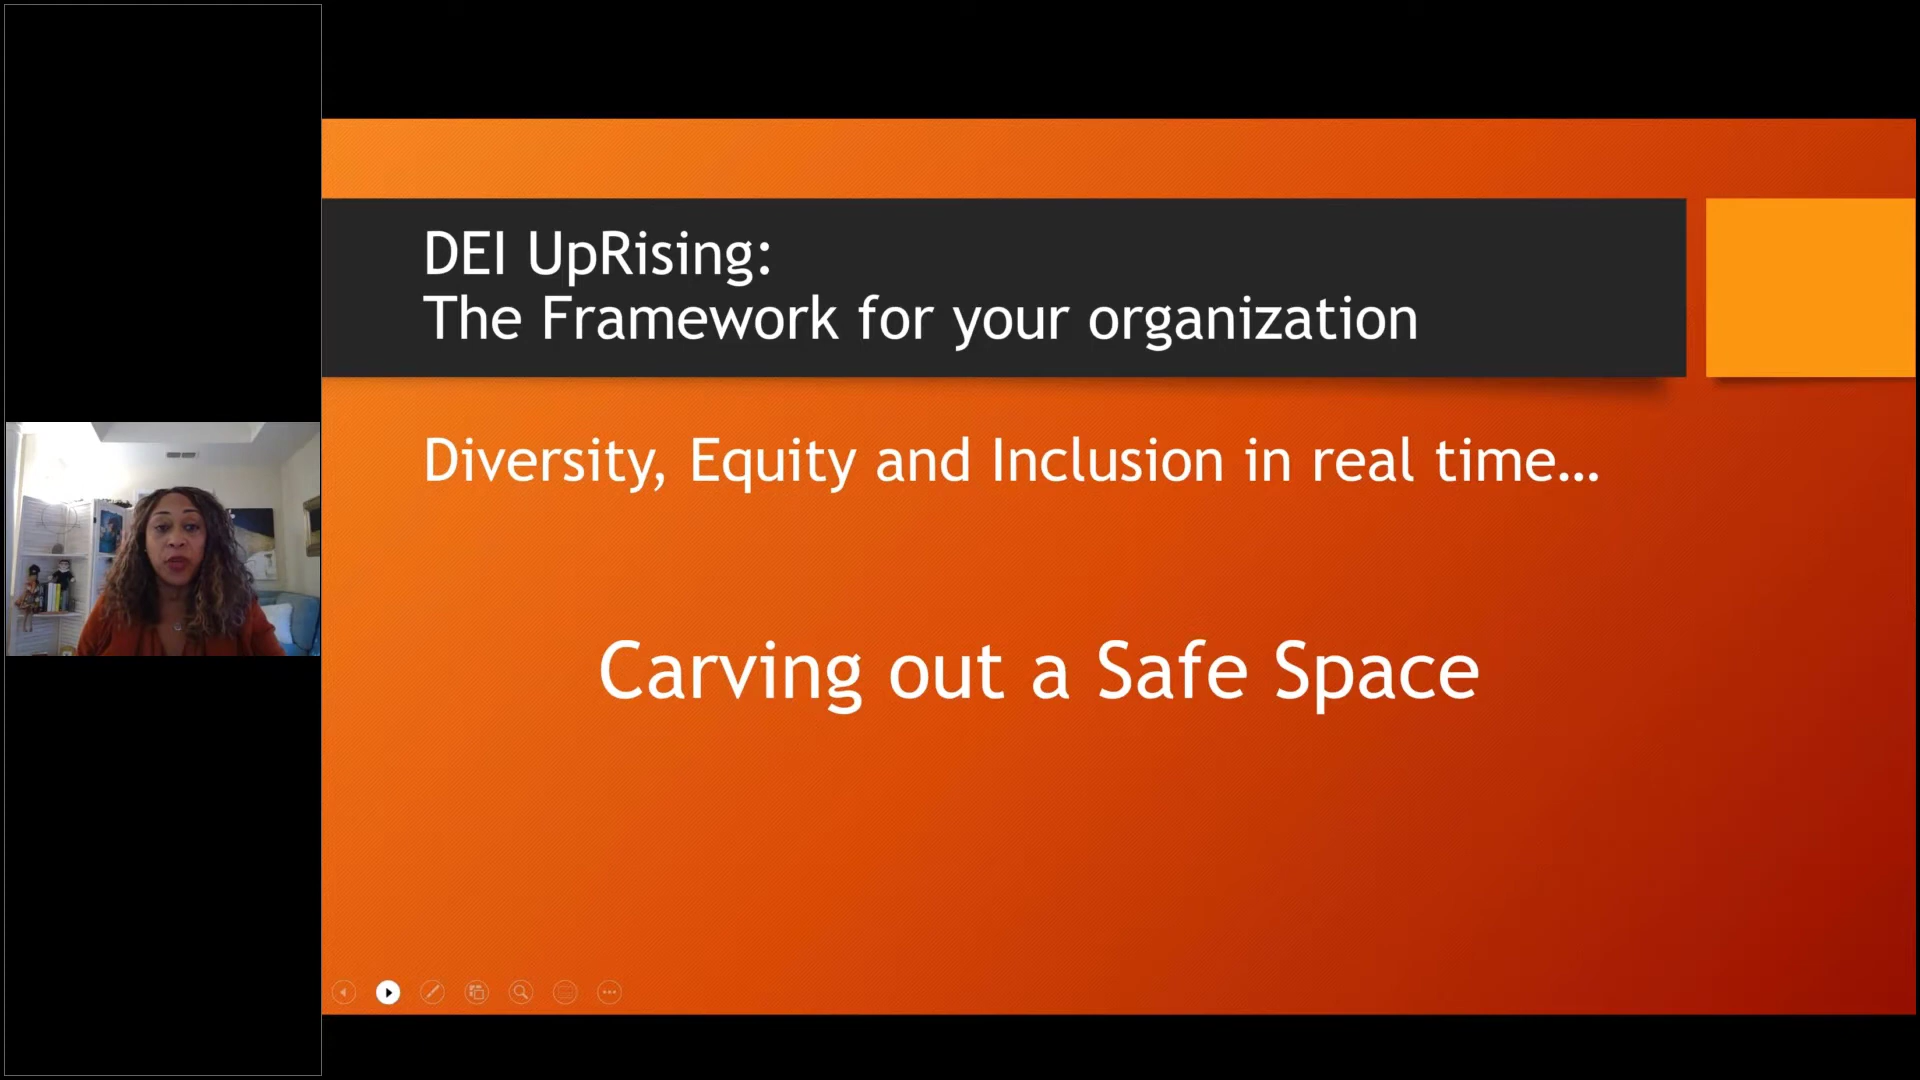 DEI UpRising:
The Framework for your organization
Diversity, Equity and Inclusion in real time...
Carving out a Safe Space